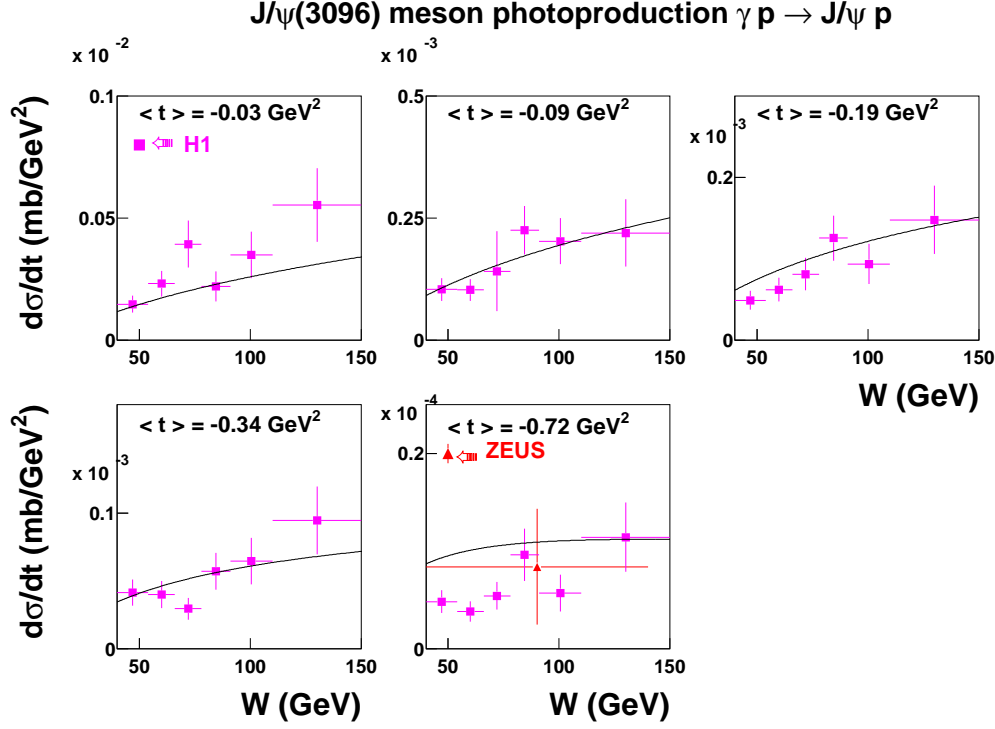 J/ψ(3096) meson photoproduction γ p → J/ψ p
x 10 -2
x 10 -3
dσ/dt (mb/GeV2)
0.1
0.05
0
< t > = -0.03 GeV2
H1
50 100 150
0.5
0.25
0
< t > = -0.09 GeV2
50 100 150
< t > = -0.19 GeV2
x 10 -3
0.2
0
50 100 150
W (GeV)
dσ/dt (mb/GeV2)
< t > = -0.34 GeV2
x 10 -3
0.1
0
50 100 150
W (GeV)
x 10 -4
< t > = -0.72 GeV2
0.2
ZEUS
0
50 100 150
W (GeV)